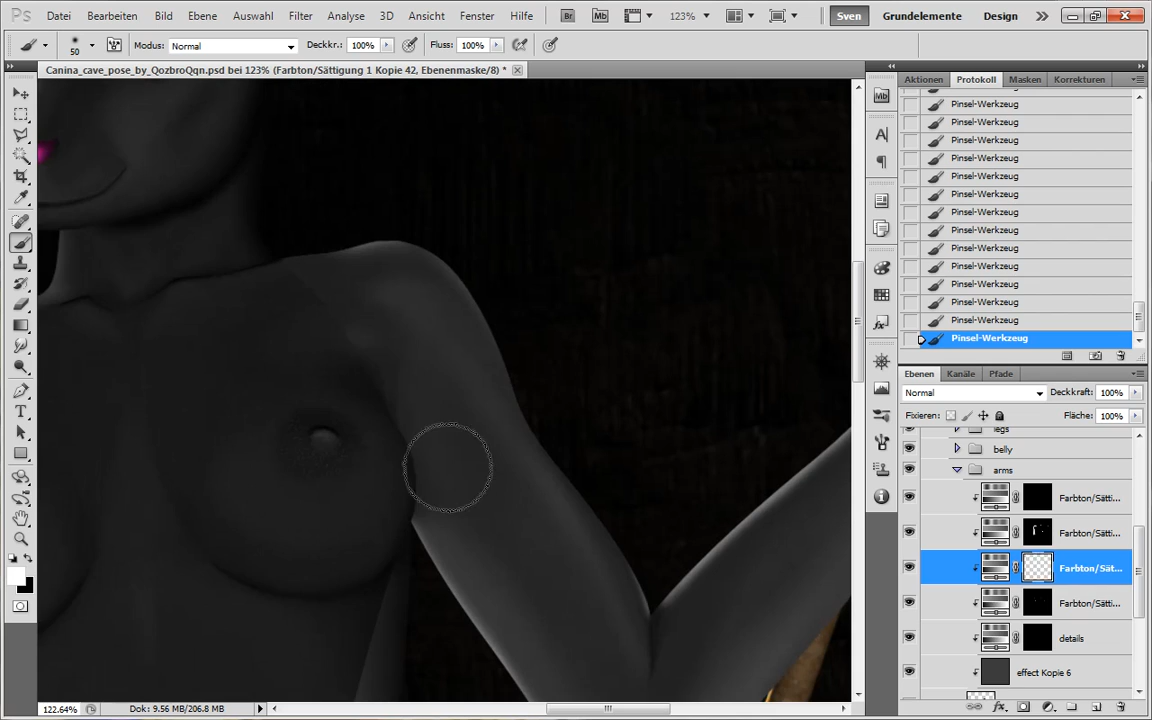 Ps Datei Bearbeiten Bild Ebene Auswahl Filter Analyse 3D Ansicht Fenster Hilfe Br Mb 123% Sven Grundelemente Design
50 Modus: Normal Deckkr.: 100% Fluss: 100%
Canina_cave_pose_by_QozbroQqn.psd bei 123% (Farbton/Sättigung 1 Kopie 42, Ebenenmaske/8) *
Aktionen Protokoll Masken Korrekturen
Mb
Pinsel-Werkzeug
Pinsel-Werkzeug
Pinsel-Werkzeug
Pinsel-Werkzeug
Pinsel-Werkzeug
Pinsel-Werkzeug
Pinsel-Werkzeug
Pinsel-Werkzeug
Pinsel-Werkzeug
Pinsel-Werkzeug
Pinsel-Werkzeug
Pinsel-Werkzeug
Pinsel-Werkzeug
Pinsel-Werkzeug
Ebenen Kanäle Pfade
Normal Deckkraft: 100%
Fixieren: Fläche: 100%
legs
belly
arms
Farbton/Sätti...
Farbton/Sätti...
Farbton/Sät...
Farbton/Sätti...
details
effect Kopie 6
122.64% Dok: 9.56 MB/206.8 MB